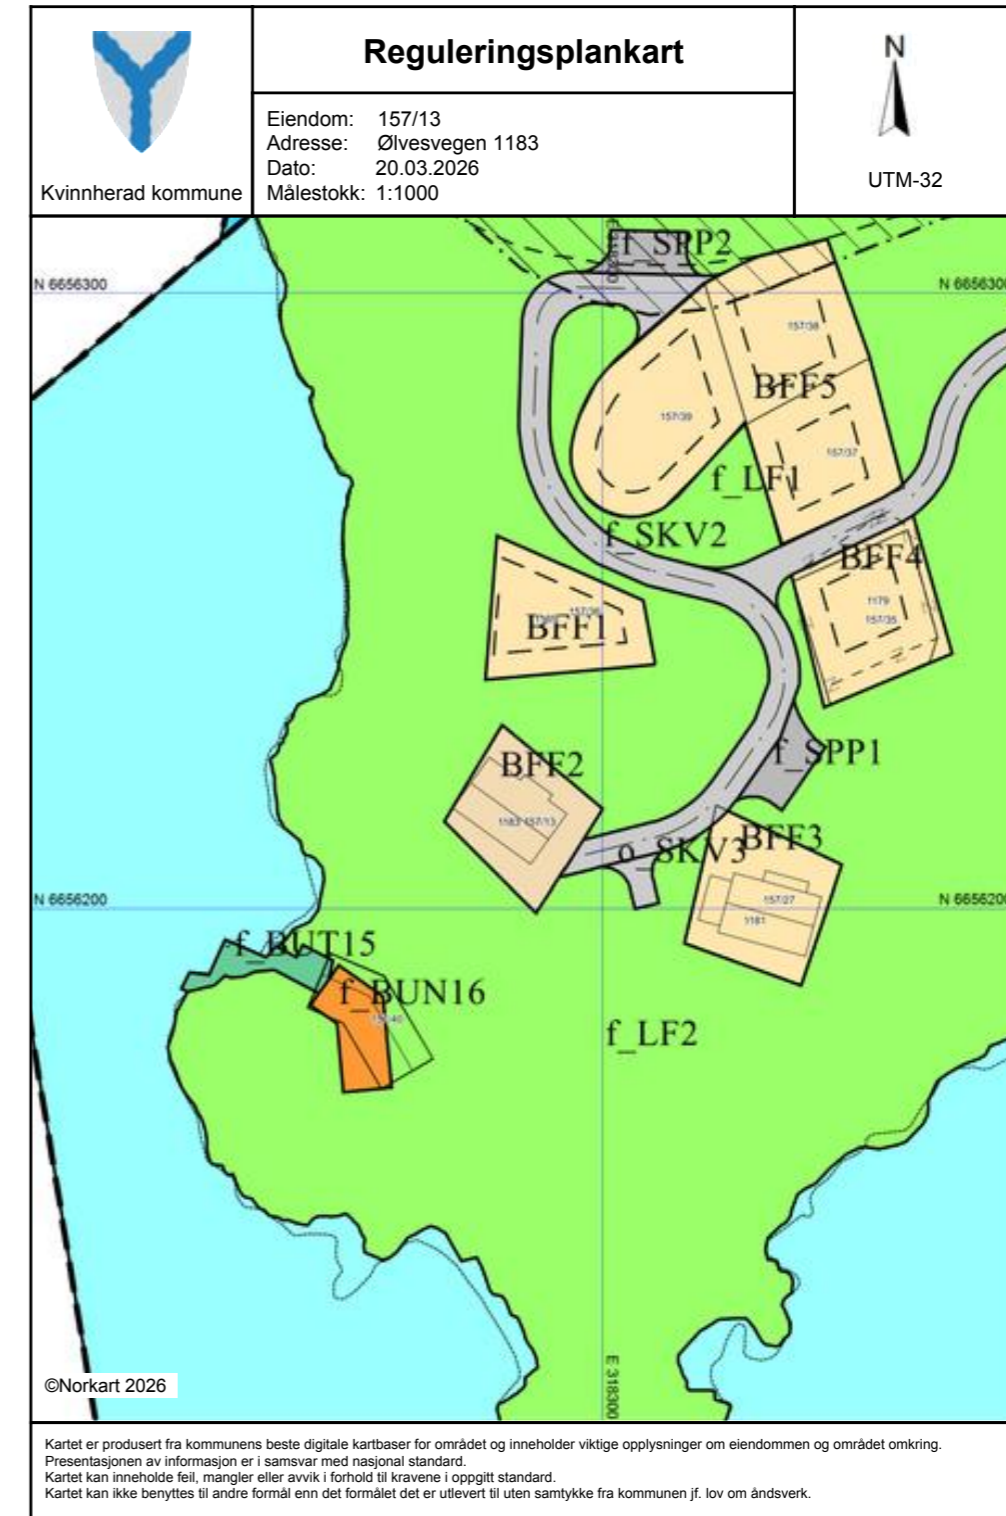 Reguleringsplankart
N
Eiendom: 157/13
Adresse: Ølvesvegen 1183
Dato: 20.03.2026
Målestokk: 1:1000
Kvinnherad kommune
UTM-32
f_SPP2
N 6656300
N 6656300
157/38
BFF5
157/39
157/37
f_LF1
f_SKV2
BFF4
1179
157/35
157/36
BFF1
BFF2
f_SPP1
1183 157/13
BFF3
o_SKV3
N 6656200
N 6656200
157/27
1181
f_BUT15
f_BUN16
f_LF2
E 318300
©Norkart 2026
Kartet er produsert fra kommunens beste digitale kartbaser for området og inneholder viktige opplysninger om eiendommen og området omkring.
Presentasjonen av informasjon er i samsvar med nasjonal standard.
Kartet kan inneholde feil, mangler eller avvik i forhold til kravene i oppgitt standard.
Kartet kan ikke benyttes til andre formål enn det formålet det er utlevert til uten samtykke fra kommunen jf. lov om åndsverk.